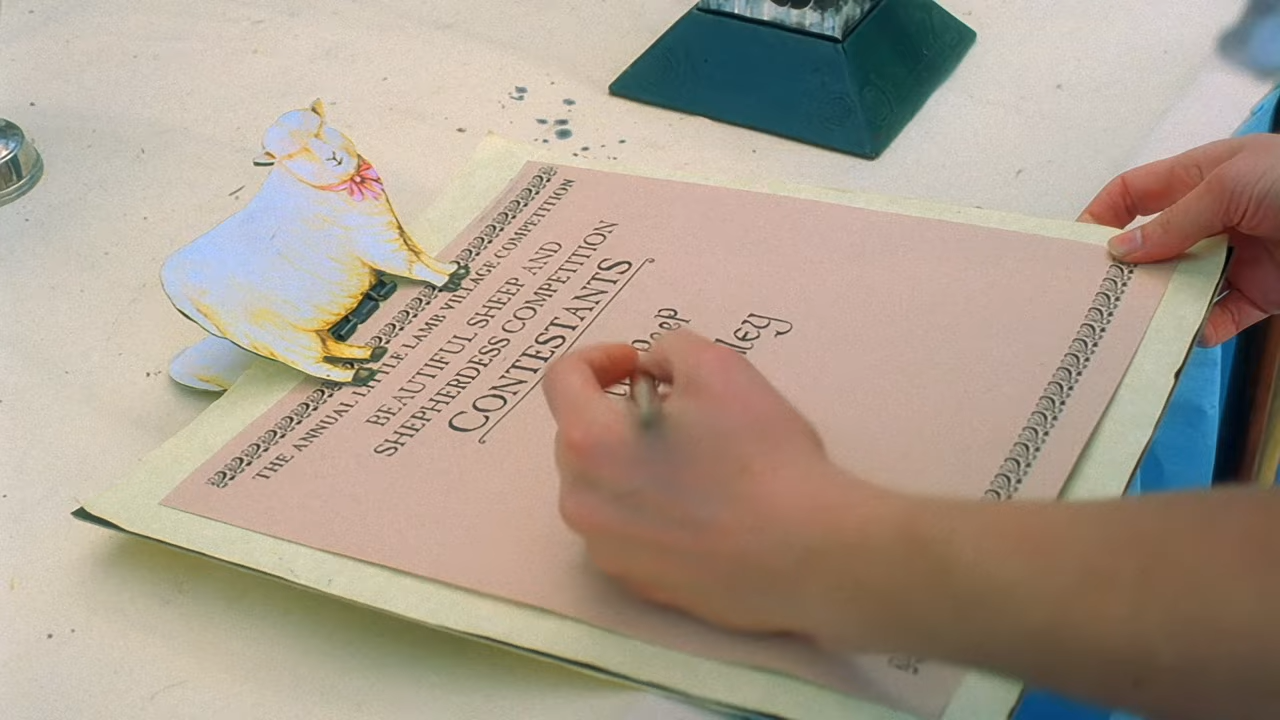 THE ANNUAL LITTLE LAMB VILLAGE COMPETITION
BEAUTIFUL SHEEP AND
SHEPHERDESS COMPETITION
CONTESTANTS